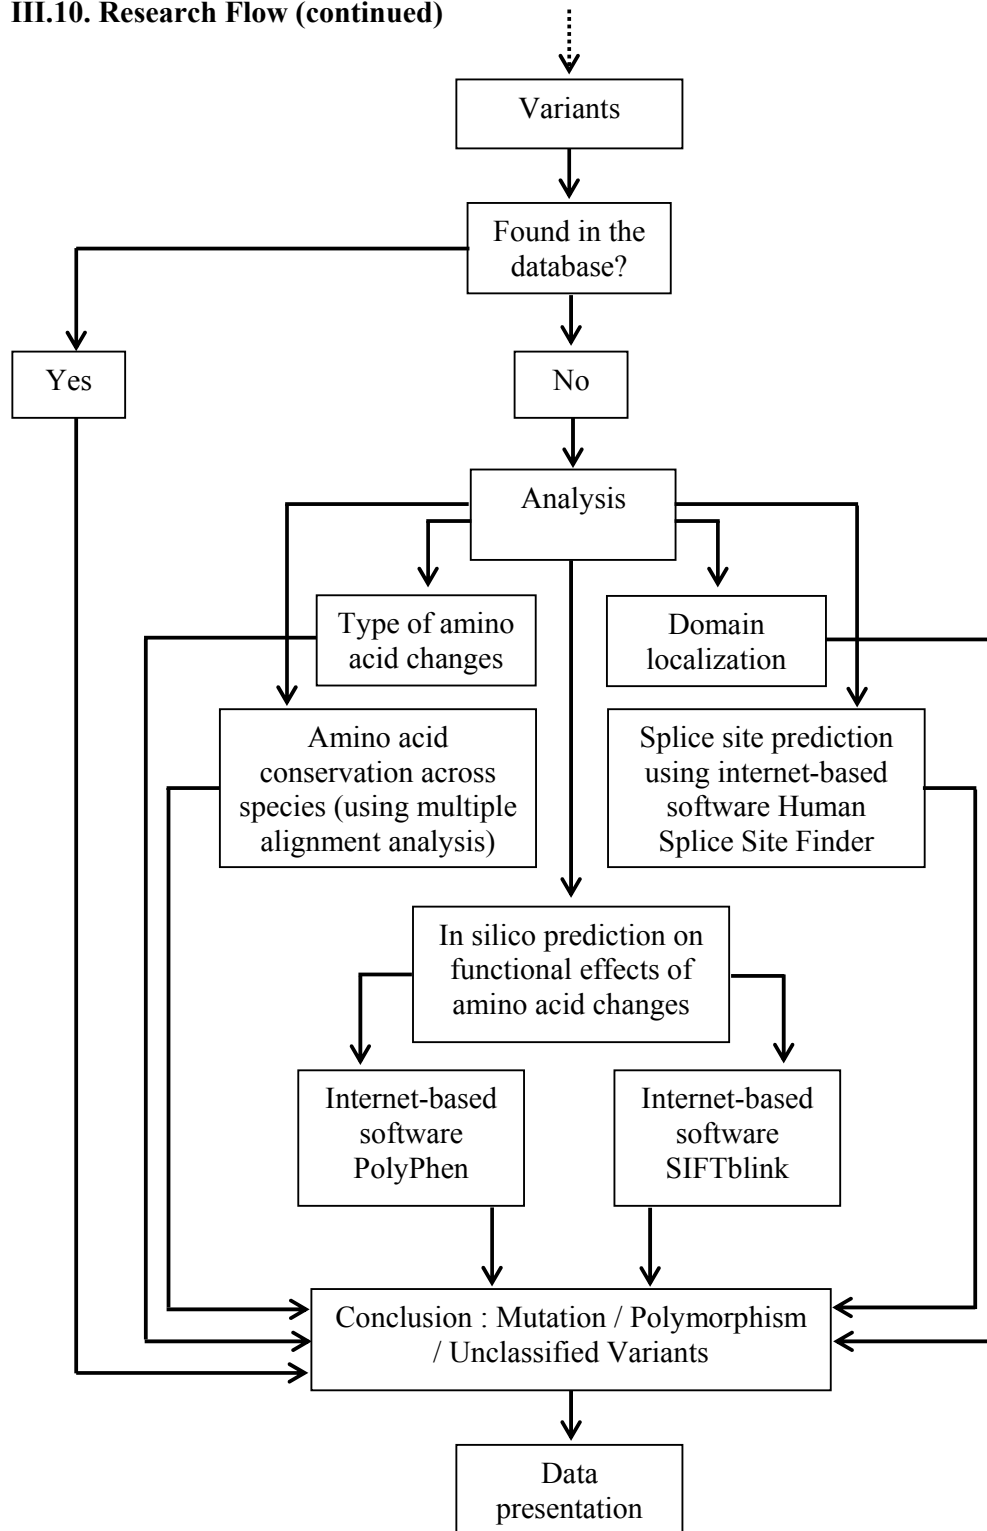 III.10. Research Flow (continued)
Variants
Found in the
database?
Yes
No
Analysis
Type of amino
acid changes
Domain
localization
Amino acid
conservation across
species (using multiple
alignment analysis)
Splice site prediction
using internet-based
software Human
Splice Site Finder
In silico prediction on
functional effects of
amino acid changes
Internet-based
software
PolyPhen
Internet-based
software
SIFTblink
Conclusion : Mutation / Polymorphism
/ Unclassified Variants
Data
presentation